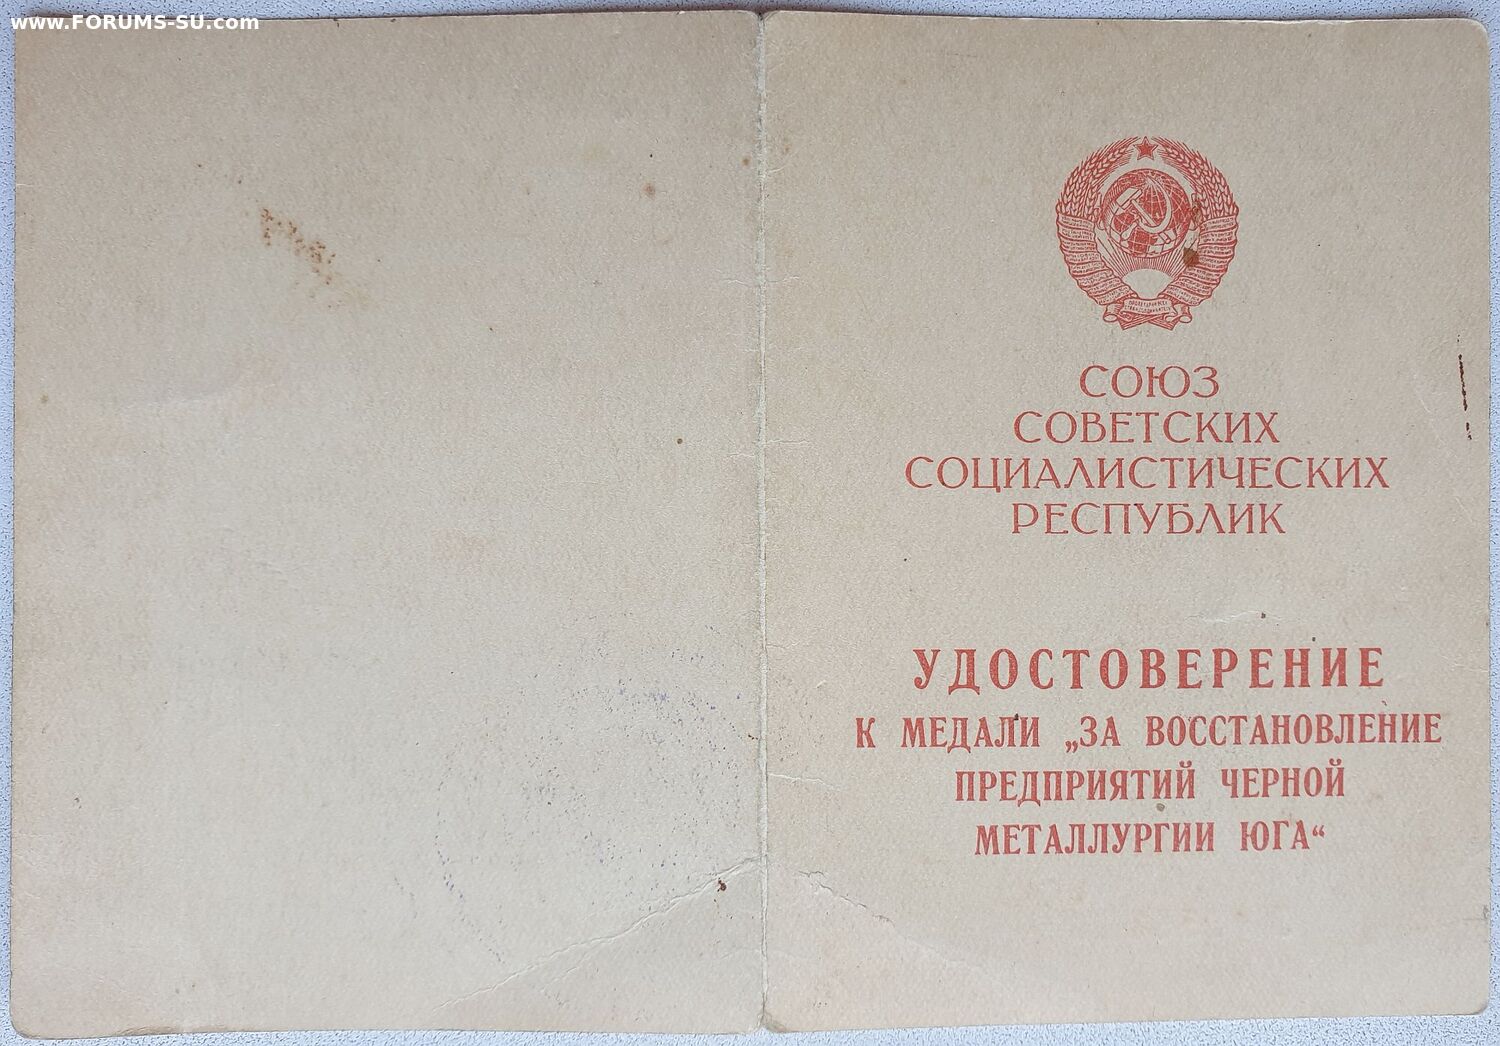 www.FORUMS-SU.com
СОЮЗ
СОВЕТСКИХ
СОЦИАЛИСТИЧЕСКИХ
РЕСПУБЛИК
УДОСТОВЕРЕНИЕ
К МЕДАЛИ „ЗА ВОССТАНОВЛЕНИЕ
ПРЕДПРИЯТИЙ ЧЕРНОЙ
МЕТАЛЛУРГИИ ЮГА“